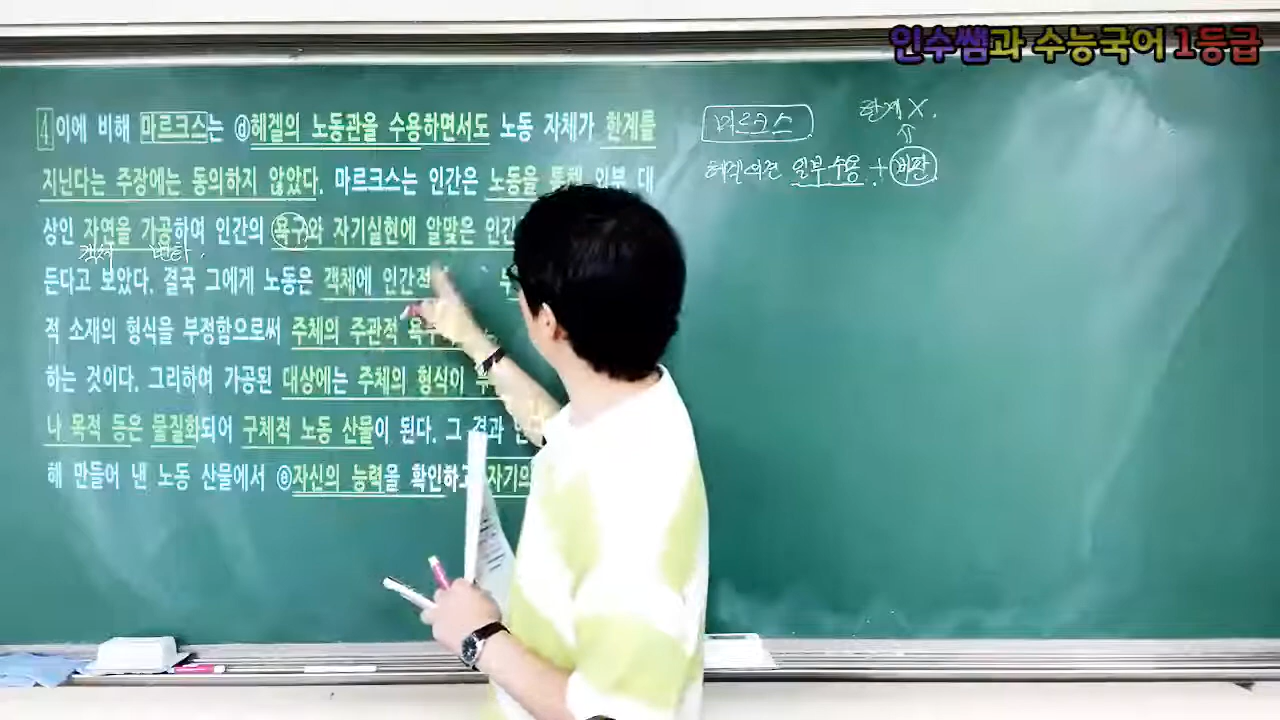 인수쌤과 수능국어 1등급
4 이에 비해 마르크스는 ⓓ헤겔의 노동관을 수용하면서도 노동 자체가 한계를
지닌다는 주장에는 동의하지 않았다. 마르크스는 인간은 노동을 통해 외부 대
상인 자연을 가공하여 인간의 욕구와 자기실현에 알맞은 인간
객체 변화.
든다고 보았다. 결국 그에게 노동은 객체에 인간적
적 소재의 형식을 부정함으로써 주체의 주관적 욕구
하는 것이다. 그리하여 가공된 대상에는 주체의 형식이
나 목적 등은 물질화되어 구체적 노동 산물이 된다. 그 결과
해 만들어 낸 노동 산물에서 ⓔ자신의 능력을 확인하고 자기의
마르크스
한계 X.
⇑
일부 수용 + 비판